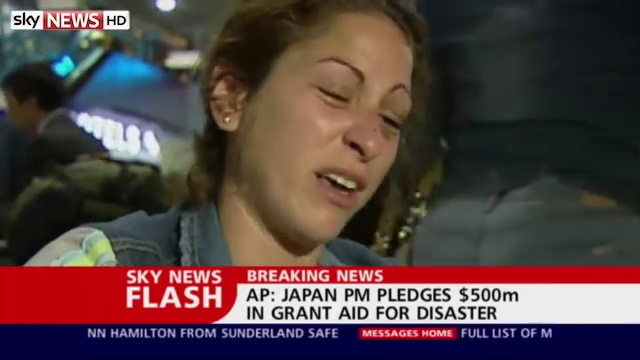 sky NEWS HD
SKY NEWS
FLASH
BREAKING NEWS
AP: JAPAN PM PLEDGES $500m
IN GRANT AID FOR DISASTER
NN HAMILTON FROM SUNDERLAND SAFE MESSAGES HOME FULL LIST OF M